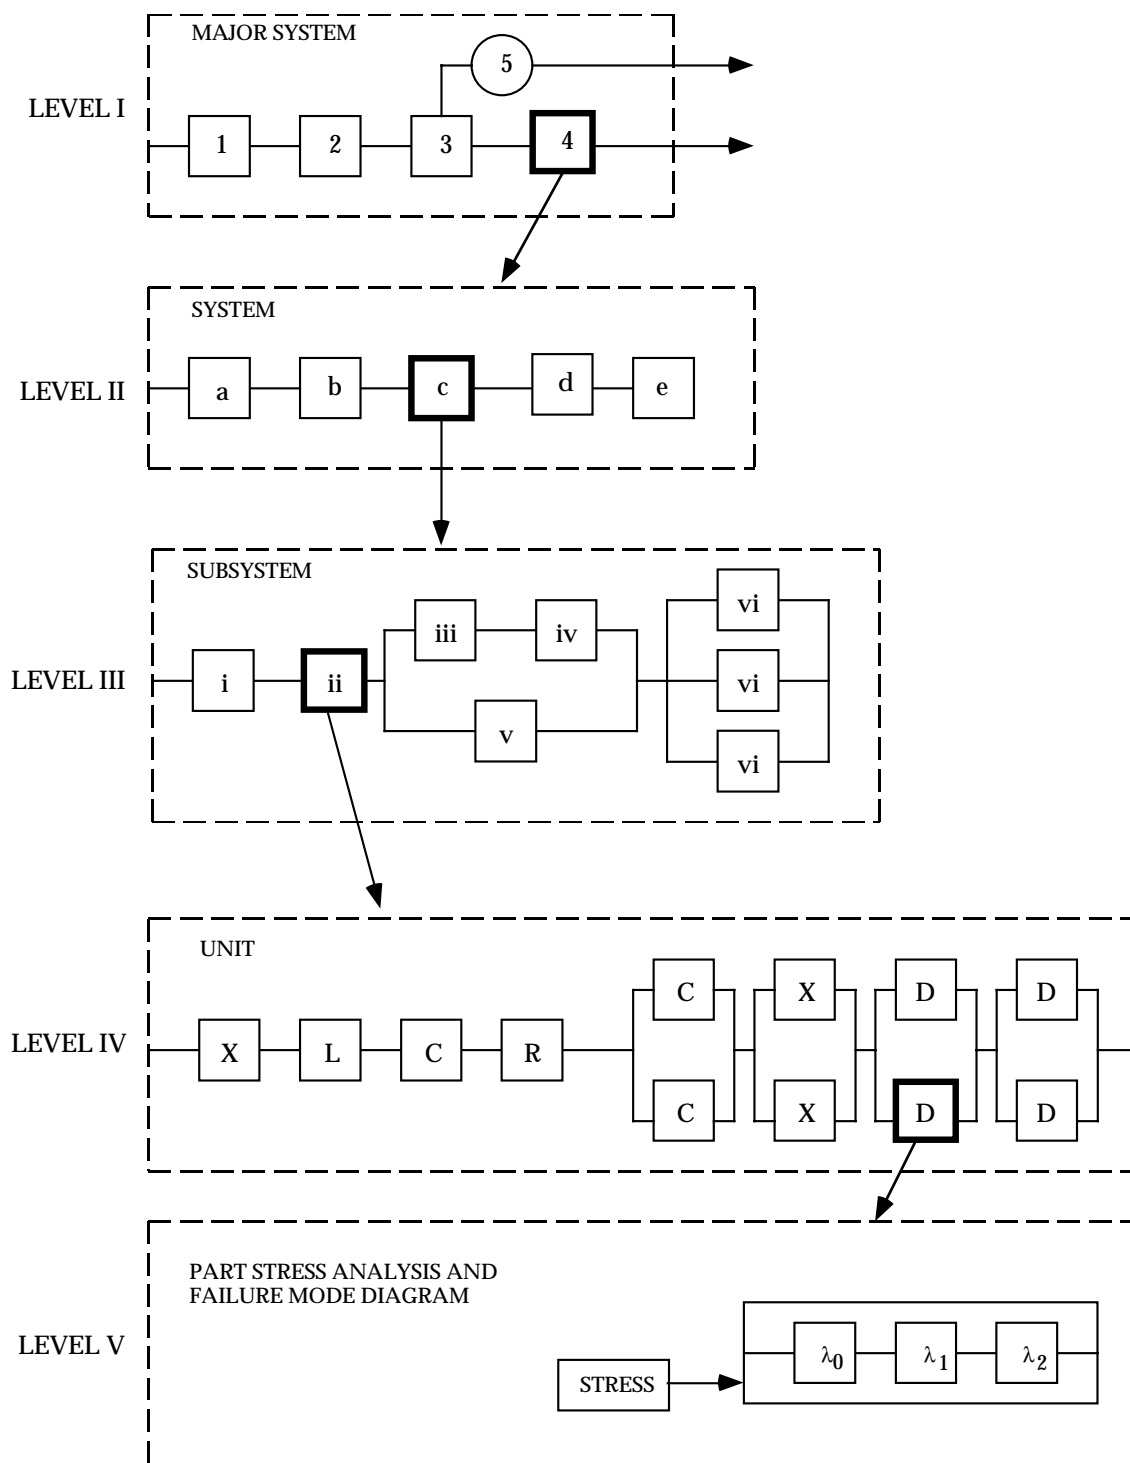 MAJOR SYSTEM
5
LEVEL I
1 2 3 4
SYSTEM
LEVEL II
a b c d e
SUBSYSTEM
vi
iii iv
LEVEL III
i ii vi
v
vi
UNIT
C X D D
LEVEL IV
X L C R
C X D D
PART STRESS ANALYSIS AND
FAILURE MODE DIAGRAM
LEVEL V
λ0 λ1 λ2
STRESS